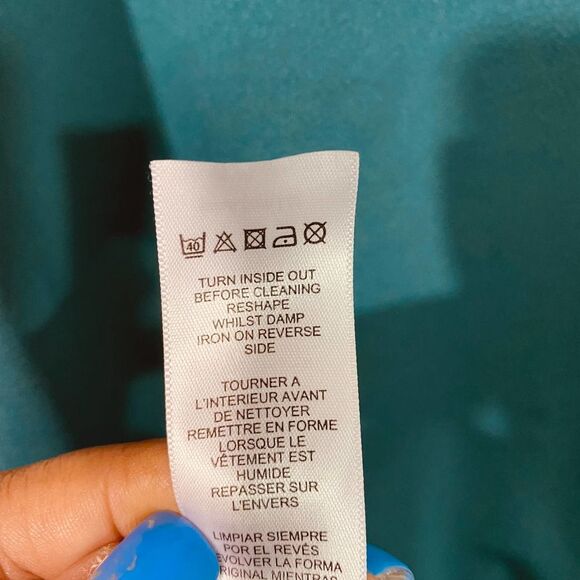 40
TURN INSIDE OUT
BEFORE CLEANING
RESHAPE
WHILST DAMP
IRON ON REVERSE
SIDE
TOURNER A
L'INTERIEUR AVANT
DE NETTOYER
REMETTRE EN FORME
LORSQUE LE
VÊTEMENT EST
HUMIDE
REPASSER SUR
L'ENVERS
LIMPIAR SIEMPRE
POR EL REVÉS
EVOLVER LA FORMA
ORIGINAL MIENTRAS